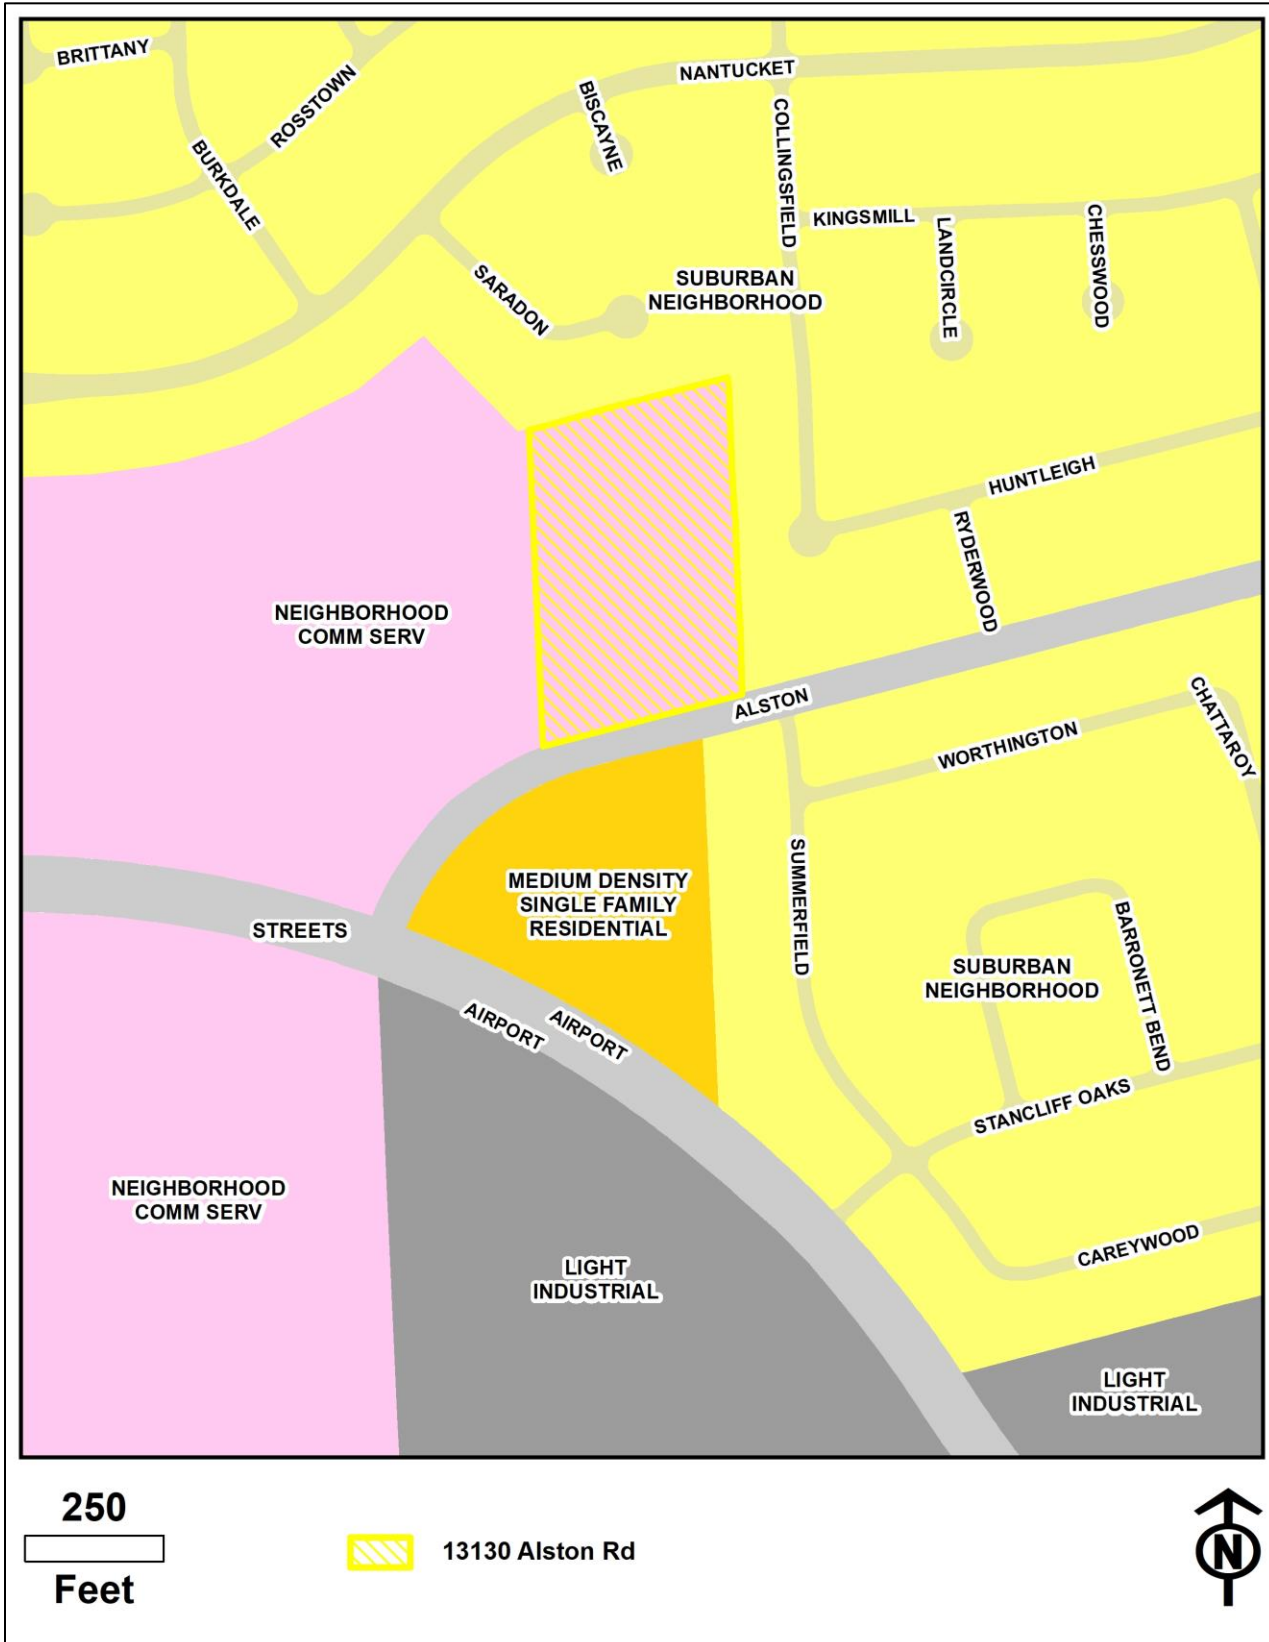 BRITTANY
ROSSTOWN
BURKDALE
BISCAYNE
NANTUCKET
COLLINGSFIELD
KINGSMILL
LANDCIRCLE
CHESSWOOD
SARADON
SUBURBAN
NEIGHBORHOOD
HUNTLEIGH
RYDERWOOD
NEIGHBORHOOD
COMM SERV
ALSTON
WORTHINGTON
CHATTAROY
MEDIUM DENSITY
SINGLE FAMILY
RESIDENTIAL
SUMMERFIELD
STREETS
SUBURBAN
NEIGHBORHOOD
BARRONETT BEND
AIRPORT
AIRPORT
STANCLIFF OAKS
NEIGHBORHOOD
COMM SERV
CAREYWOOD
LIGHT
INDUSTRIAL
LIGHT
INDUSTRIAL
250
Feet
13130 Alston Rd
N